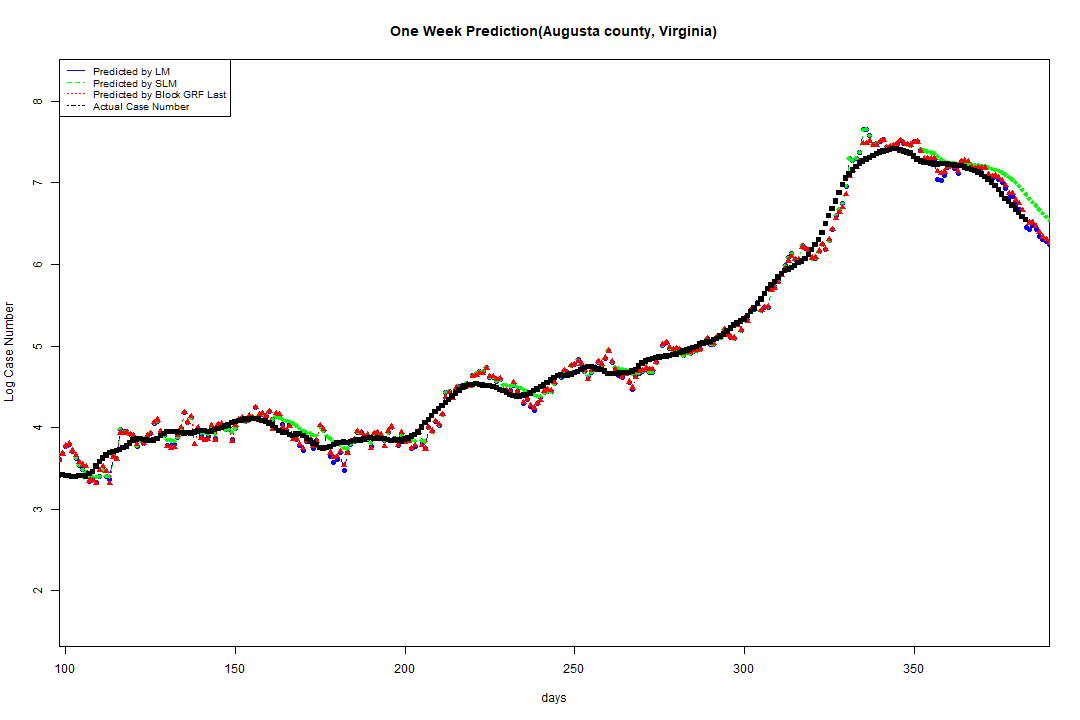 One Week Prediction(Augusta county, Virginia)
Predicted by LM
Predicted by SLM
Predicted by Block GRF Last
Actual Case Number
Log Case Number
8
7
6
5
4
3
2
100 150 200 250 300 350
days